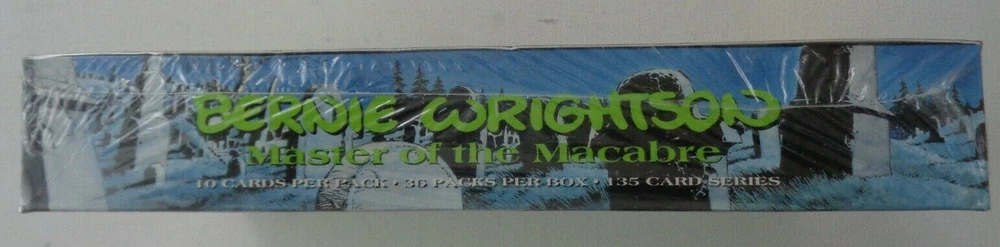 BERNIE WRIGHTSON
Master of the Macabre
10 CARDS PER PACK • 36 PACKS PER BOX • 135 CARD SERIES